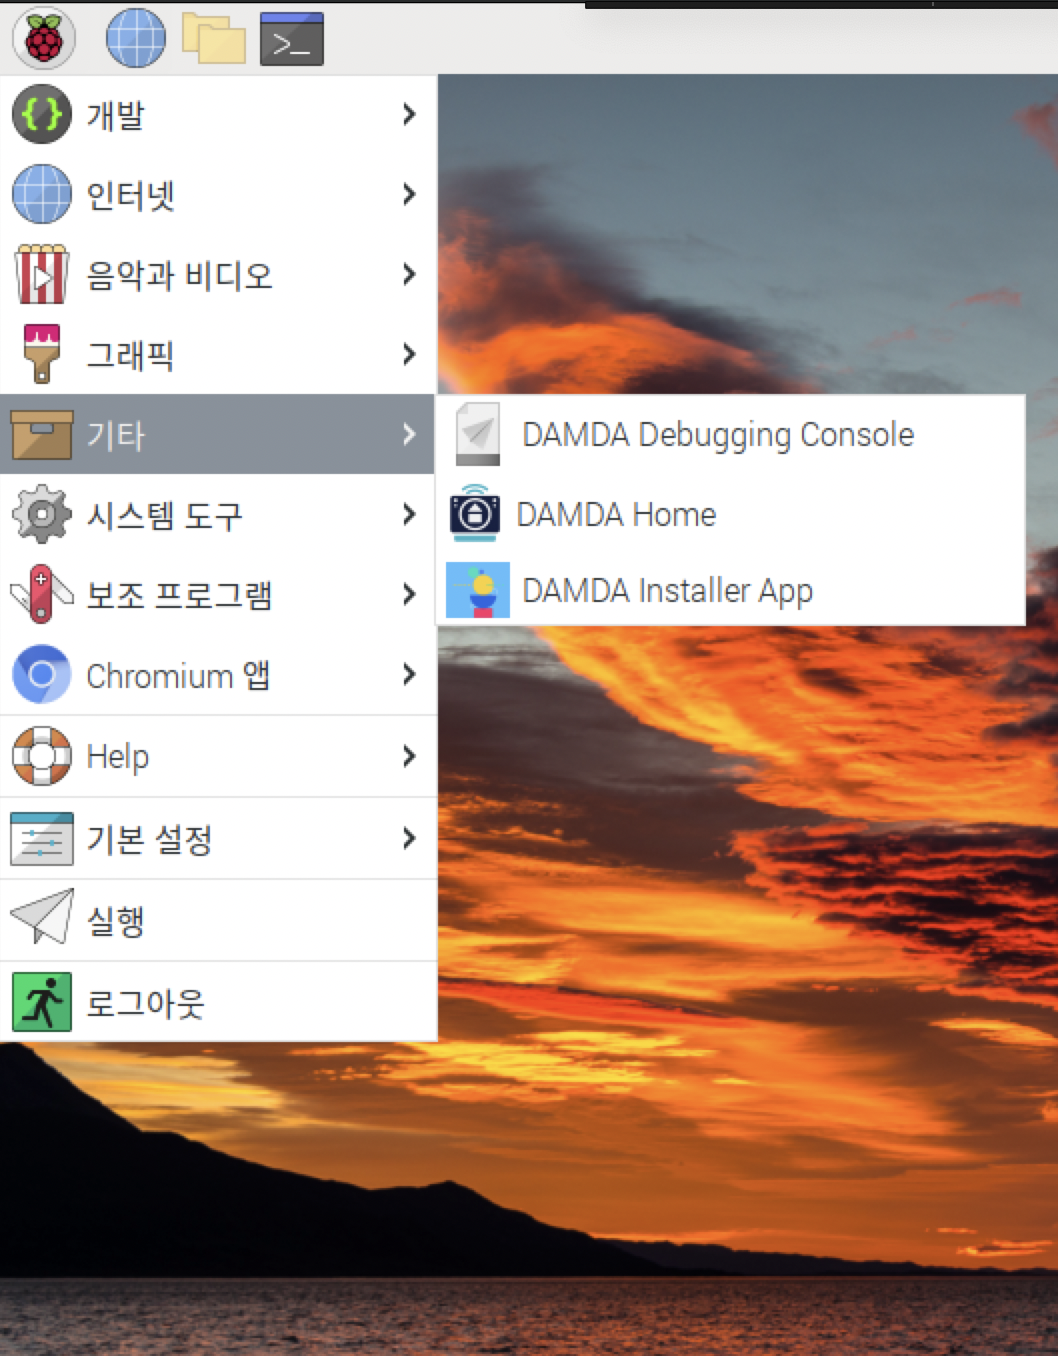 개발
인터넷
음악과 비디오
그래픽
기타
DAMDA Debugging Console
DAMDA Home
DAMDA Installer App
시스템 도구
보조 프로그램
Chromium 앱
Help
기본 설정
실행
로그아웃